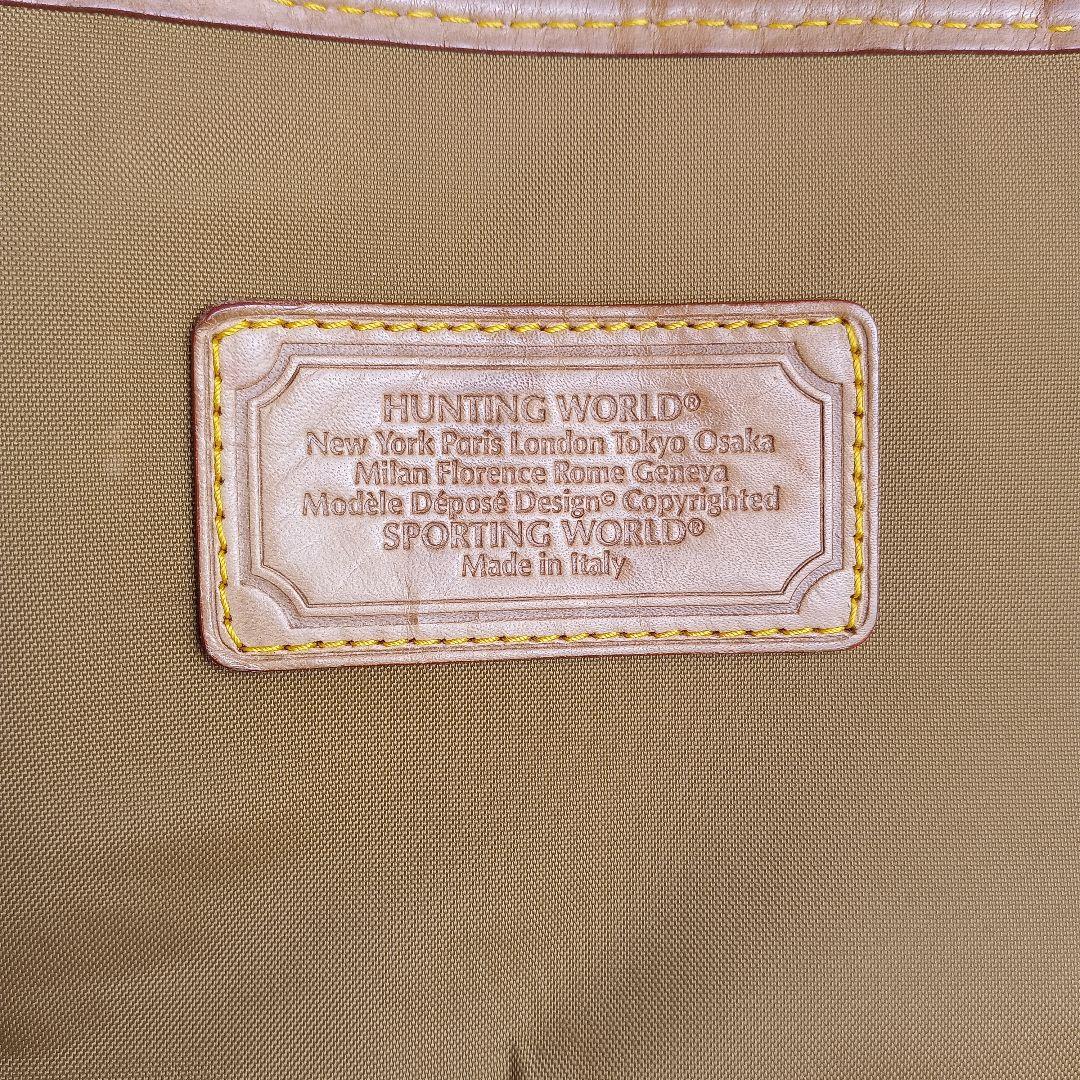 HUNTING WORLD®
New York Paris London Tokyo Osaka
Milan Florence Rome Geneva
Modèle Déposé Design© Copyrighted
SPORTING WORLD®
Made in Italy